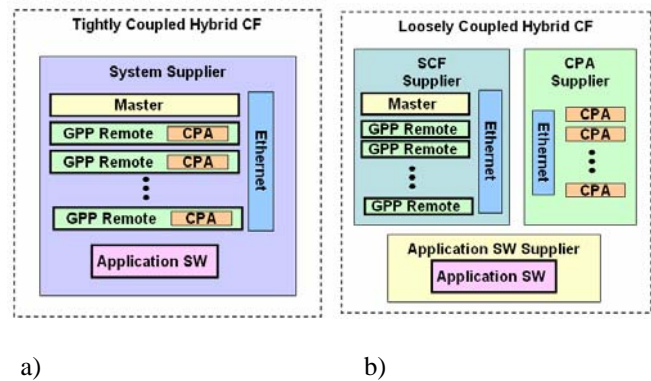 Tightly Coupled Hybrid CF
System Supplier
Master
GPP Remote CPA
GPP Remote CPA
GPP Remote CPA
Ethernet
Application SW
Loosely Coupled Hybrid CF
SCF
Supplier
Master
GPP Remote
GPP Remote
GPP Remote
Ethernet
CPA
Supplier
Ethernet
CPA
CPA
CPA
Application SW Supplier
Application SW
a)
b)